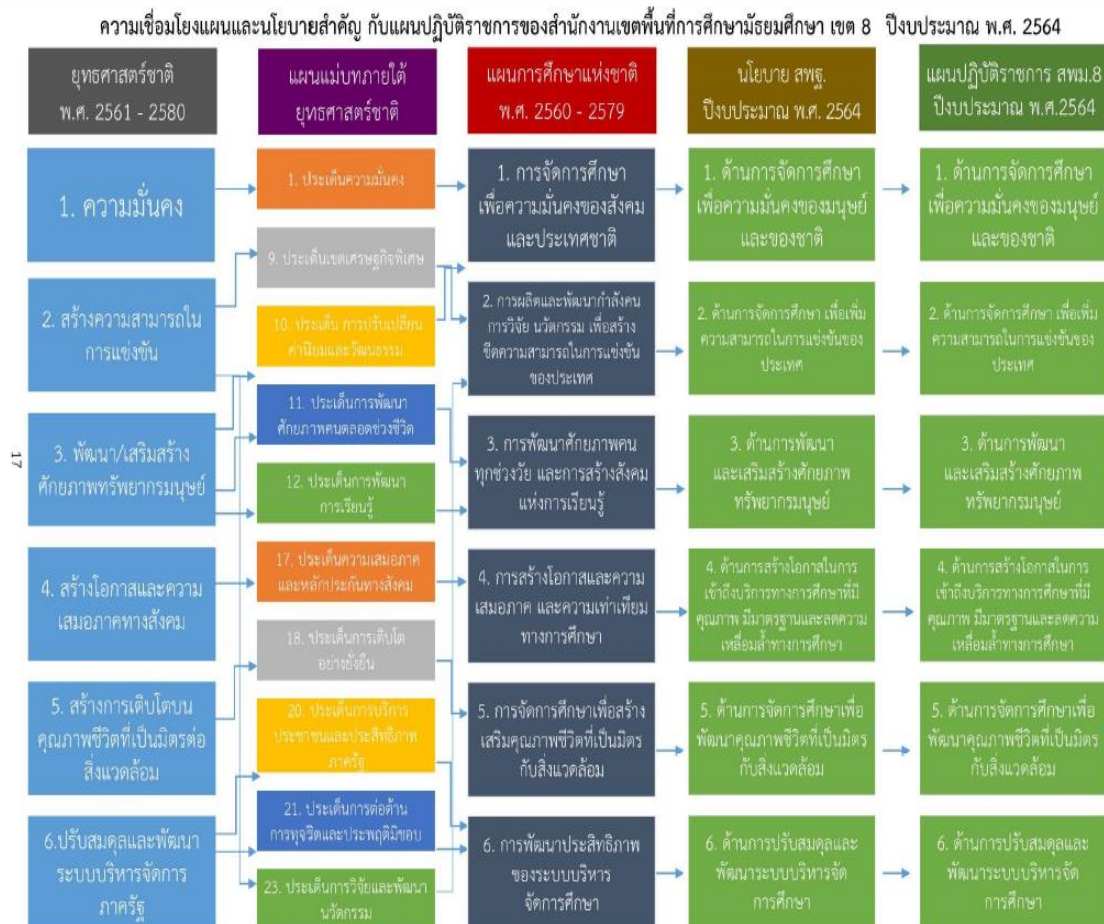 ความเชื่อมโยงแผนและนโยบายสำคัญ กับแผนปฏิบัติราชการของสำนักงานเขตพื้นที่การศึกษามัธยมศึกษา เขต 8 ปีงบประมาณ พ.ศ. 2564
ยุทธศาสตร์ชาติ
พ.ศ. 2561 - 2580
1. ความมั่นคง
2. สร้างความสามารถใน
การแข่งขัน
3. พัฒนา/เสริมสร้าง
ศักยภาพทรัพยากรมนุษย์
4. สร้างโอกาสและความ
เสมอภาคทางสังคม
5. สร้างการเติบโตบน
คุณภาพชีวิตที่เป็นมิตรต่อ
สิ่งแวดล้อม
6.ปรับสมดุลและพัฒนา
ระบบบริหารจัดการ
ภาครัฐ
แผนแม่บทภายใต้
ยุทธศาสตร์ชาติ
1. ประเด็นความมั่นคง
9. ประเด็นเขตเศรษฐกิจพิเศษ
10. ประเด็น การปรับเปลี่ยน
ค่านิยมและวัฒนธรรม
11. ประเด็นการพัฒนา
ศักยภาพคนตลอดช่วงชีวิต
12. ประเด็นการพัฒนา
การเรียนรู้
17. ประเด็นความเสมอภาค
และหลักประกันทางสังคม
18. ประเด็นการเติบโต
อย่างยั่งยืน
20. ประเด็นการบริการ
ประชาชนและประสิทธิภาพ
ภาครัฐ
21. ประเด็นการต่อต้าน
การทุจริตและประพฤติมิชอบ
23. ประเด็นการวิจัยและพัฒนา
นวัตกรรม
แผนการศึกษาแห่งชาติ
พ.ศ. 2560 - 2579
1. การจัดการศึกษา
เพื่อความมั่นคงของสังคม
และประเทศชาติ
2. การผลิตและพัฒนากำลังคน
การวิจัย นวัตกรรม เพื่อสร้าง
ขีดความสามารถในการแข่งขัน
ของประเทศ
3. การพัฒนาศักยภาพคน
ทุกช่วงวัย และการสร้างสังคม
แห่งการเรียนรู้
4. การสร้างโอกาสและความ
เสมอภาค และความเท่าเทียม
ทางการศึกษา
5. การจัดการศึกษาเพื่อสร้าง
เสริมคุณภาพชีวิตที่เป็นมิตร
กับสิ่งแวดล้อม
6. การพัฒนาประสิทธิภาพ
ของระบบบริหาร
จัดการศึกษา
นโยบาย สพฐ.
ปีงบประมาณ พ.ศ. 2564
1. ด้านการจัดการศึกษา
เพื่อความมั่นคงของมนุษย์
และของชาติ
2. ด้านการจัดการศึกษา เพื่อเพิ่ม
ความสามารถในการแข่งขันของ
ประเทศ
3. ด้านการพัฒนา
และเสริมสร้างศักยภาพ
ทรัพยากรมนุษย์
4. ด้านการสร้างโอกาสในการ
เข้าถึงบริการทางการศึกษาที่มี
คุณภาพ มีมาตรฐานและลดความ
เหลื่อมล้ำทางการศึกษา
5. ด้านการจัดการศึกษาเพื่อ
พัฒนาคุณภาพชีวิตที่เป็นมิตร
กับสิ่งแวดล้อม
6. ด้านการปรับสมดุลและ
พัฒนาระบบบริหารจัด
การศึกษา
แผนปฏิบัติราชการ สพม.8
ปีงบประมาณ พ.ศ.2564
1. ด้านการจัดการศึกษา
เพื่อความมั่นคงของมนุษย์
และของชาติ
2. ด้านการจัดการศึกษา เพื่อเพิ่ม
ความสามารถในการแข่งขันของ
ประเทศ
3. ด้านการพัฒนา
และเสริมสร้างศักยภาพ
ทรัพยากรมนุษย์
4. ด้านการสร้างโอกาสในการ
เข้าถึงบริการทางการศึกษาที่มี
คุณภาพ มีมาตรฐานและลดความ
เหลื่อมล้ำทางการศึกษา
5. ด้านการจัดการศึกษาเพื่อ
พัฒนาคุณภาพชีวิตที่เป็นมิตร
กับสิ่งแวดล้อม
6. ด้านการปรับสมดุลและ
พัฒนาระบบบริหารจัด
การศึกษา
17